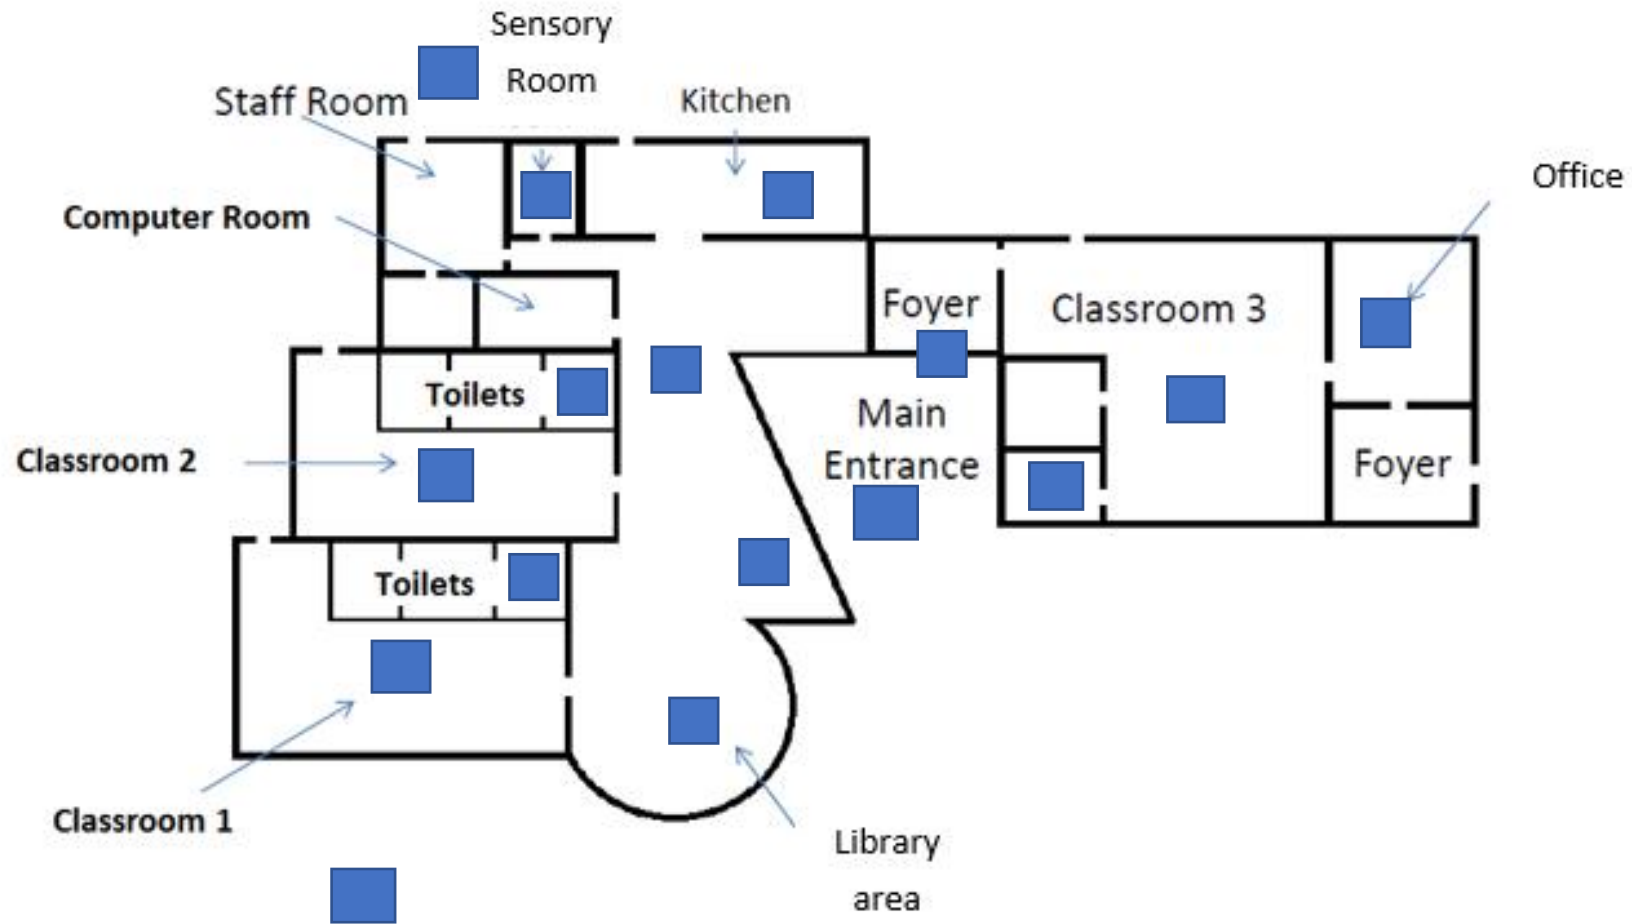 Sensory
Room
Staff Room
Kitchen
Office
Computer Room
Foyer
Classroom 3
Toilets
Main
Entrance
Classroom 2
Foyer
Toilets
Classroom 1
Library
area